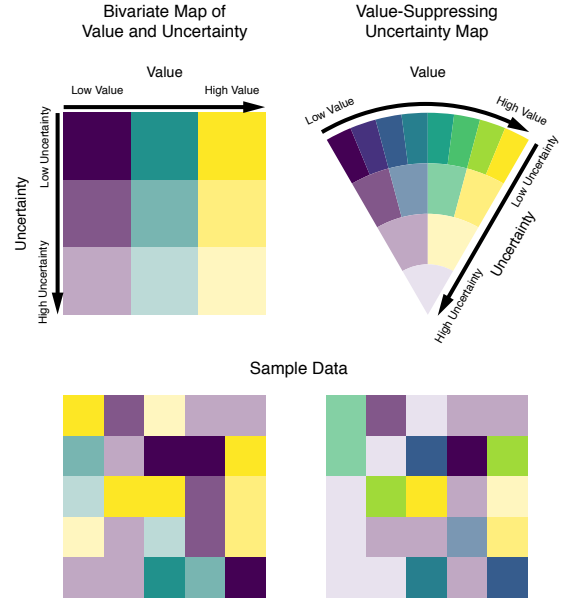 Bivariate Map of
Value and Uncertainty
Value
Low Value
High Value
Uncertainty
Low Uncertainty
High Uncertainty
Value-Suppressing
Uncertainty Map
Value
Low Value
High Value
Low Uncertainty
Uncertainty
High Uncertainty
Sample Data